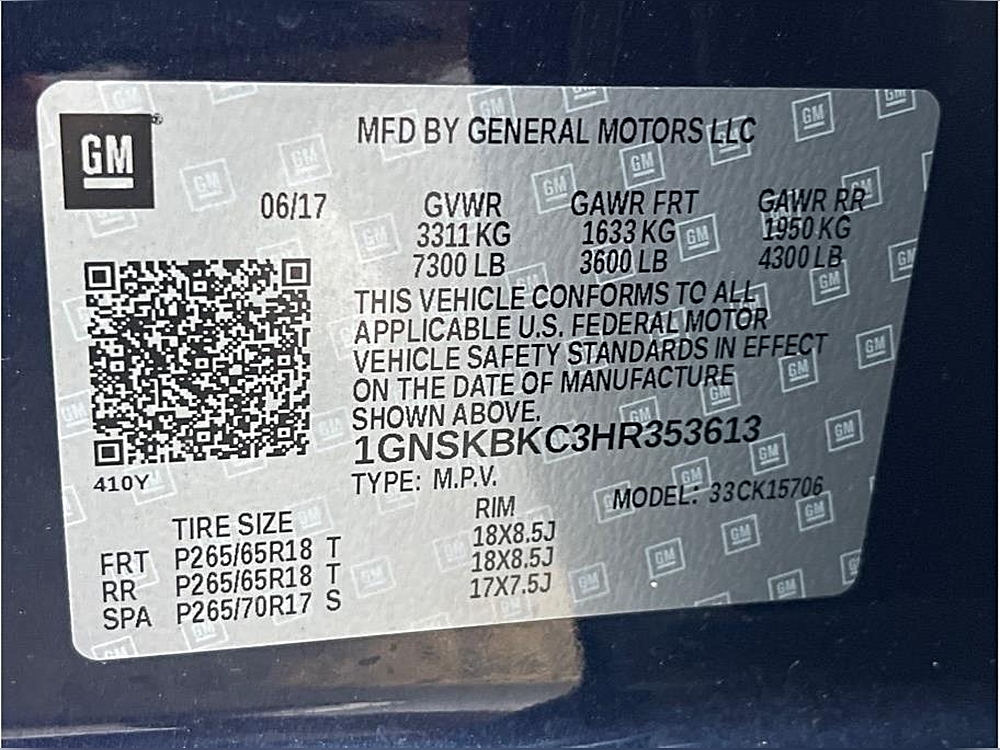 GM
MFD BY GENERAL MOTORS LLC
06/17 GVWR GAWR FRT GAWR RR
3311 KG 1633 KG 1950 KG
7300 LB 3600 LB 4300 LB
THIS VEHICLE CONFORMS TO ALL
APPLICABLE U.S. FEDERAL MOTOR
VEHICLE SAFETY STANDARDS IN EFFECT
ON THE DATE OF MANUFACTURE
SHOWN ABOVE.
1GNSKBKC3HR353613
410Y
TYPE: M.P.V. MODEL: 33CK15706
TIRE SIZE RIM
FRT P265/65R18 T 18X8.5J
RR P265/65R18 T 18X8.5J
SPA P265/70R17 S 17X7.5J